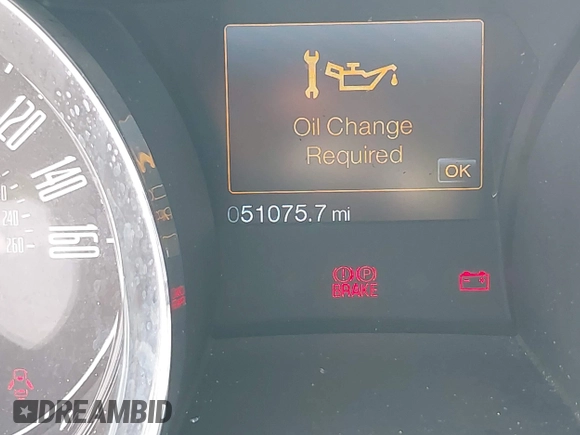 Oil Change
Required
OK
051075.7 mi
120
140
160
240
260
BRAKE
DREAMBID